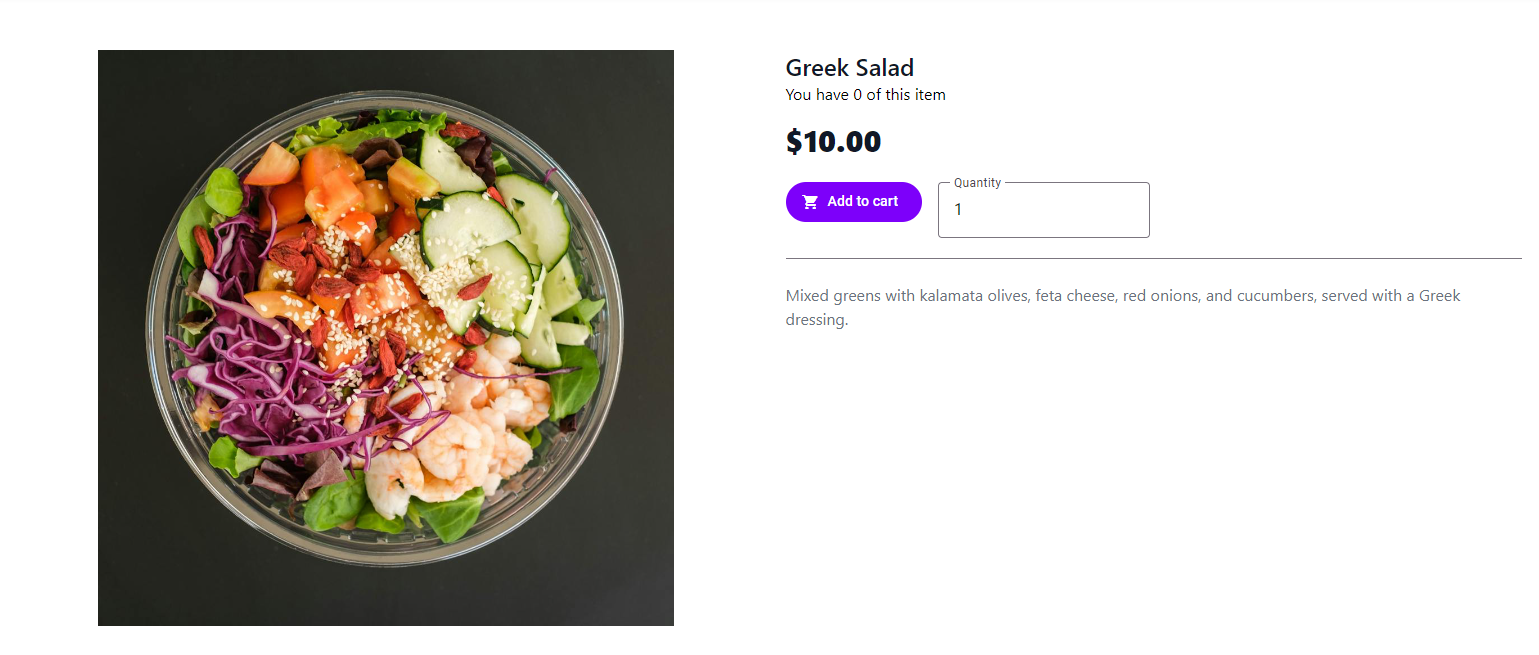 Greek Salad
You have 0 of this item
$10.00
Add to cart
Quantity
1
Mixed greens with kalamata olives, feta cheese, red onions, and cucumbers, served with a Greek
dressing.